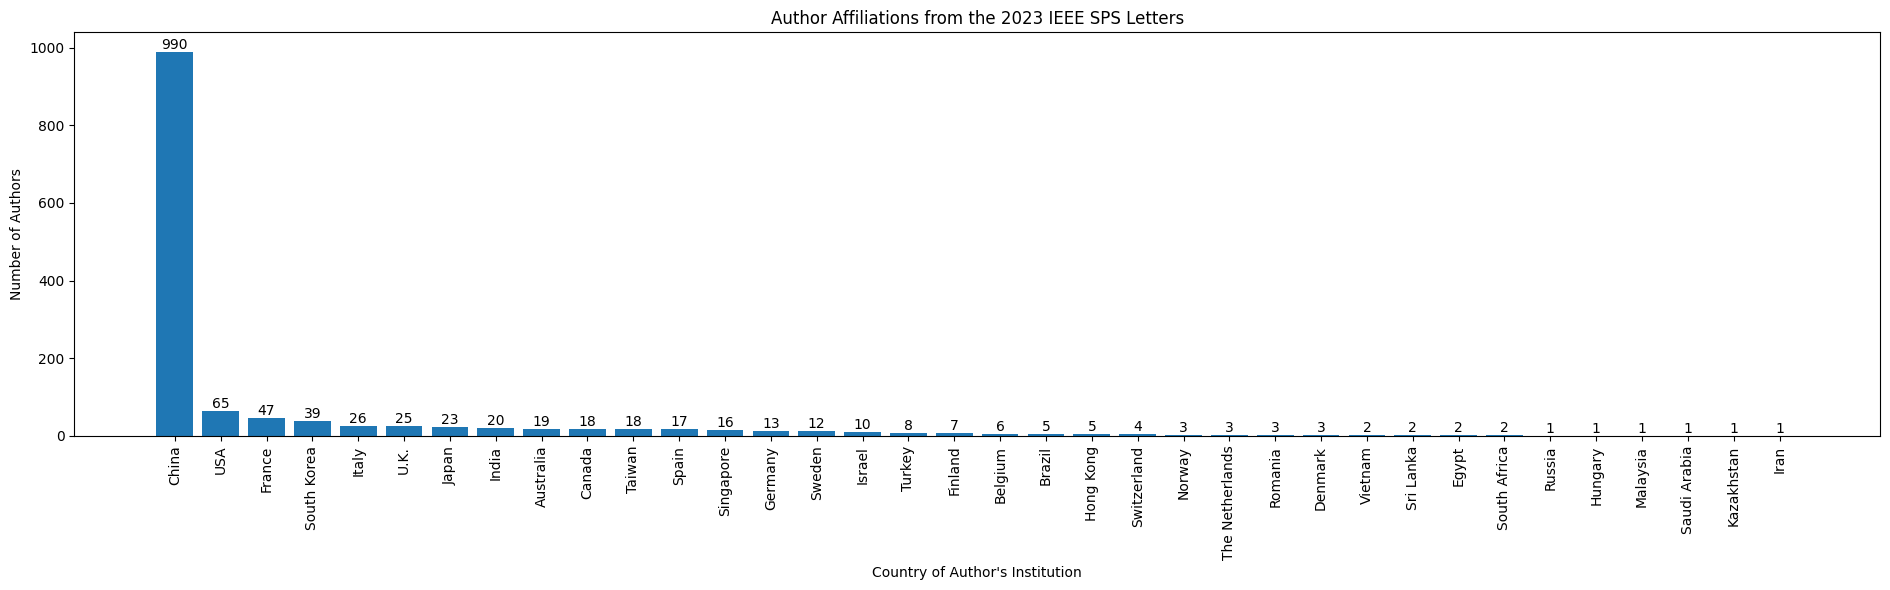 Author Affiliations from the 2023 IEEE SPS Letters
Number of Authors
1000
800
600
400
200
0
990
65
47
39
26
25
23
20
19
18
18
17
16
13
12
10
8
7
6
5
5
4
3
3
3
3
2
2
2
2
1
1
1
1
1
1
China
USA
France
South Korea
Italy
U.K.
Japan
India
Australia
Canada
Taiwan
Spain
Singapore
Germany
Sweden
Israel
Turkey
Finland
Belgium
Brazil
Hong Kong
Switzerland
Norway
The Netherlands
Romania
Denmark
Vietnam
Sri Lanka
Egypt
South Africa
Russia
Hungary
Malaysia
Saudi Arabia
Kazakhstan
Iran
Country of Author's Institution